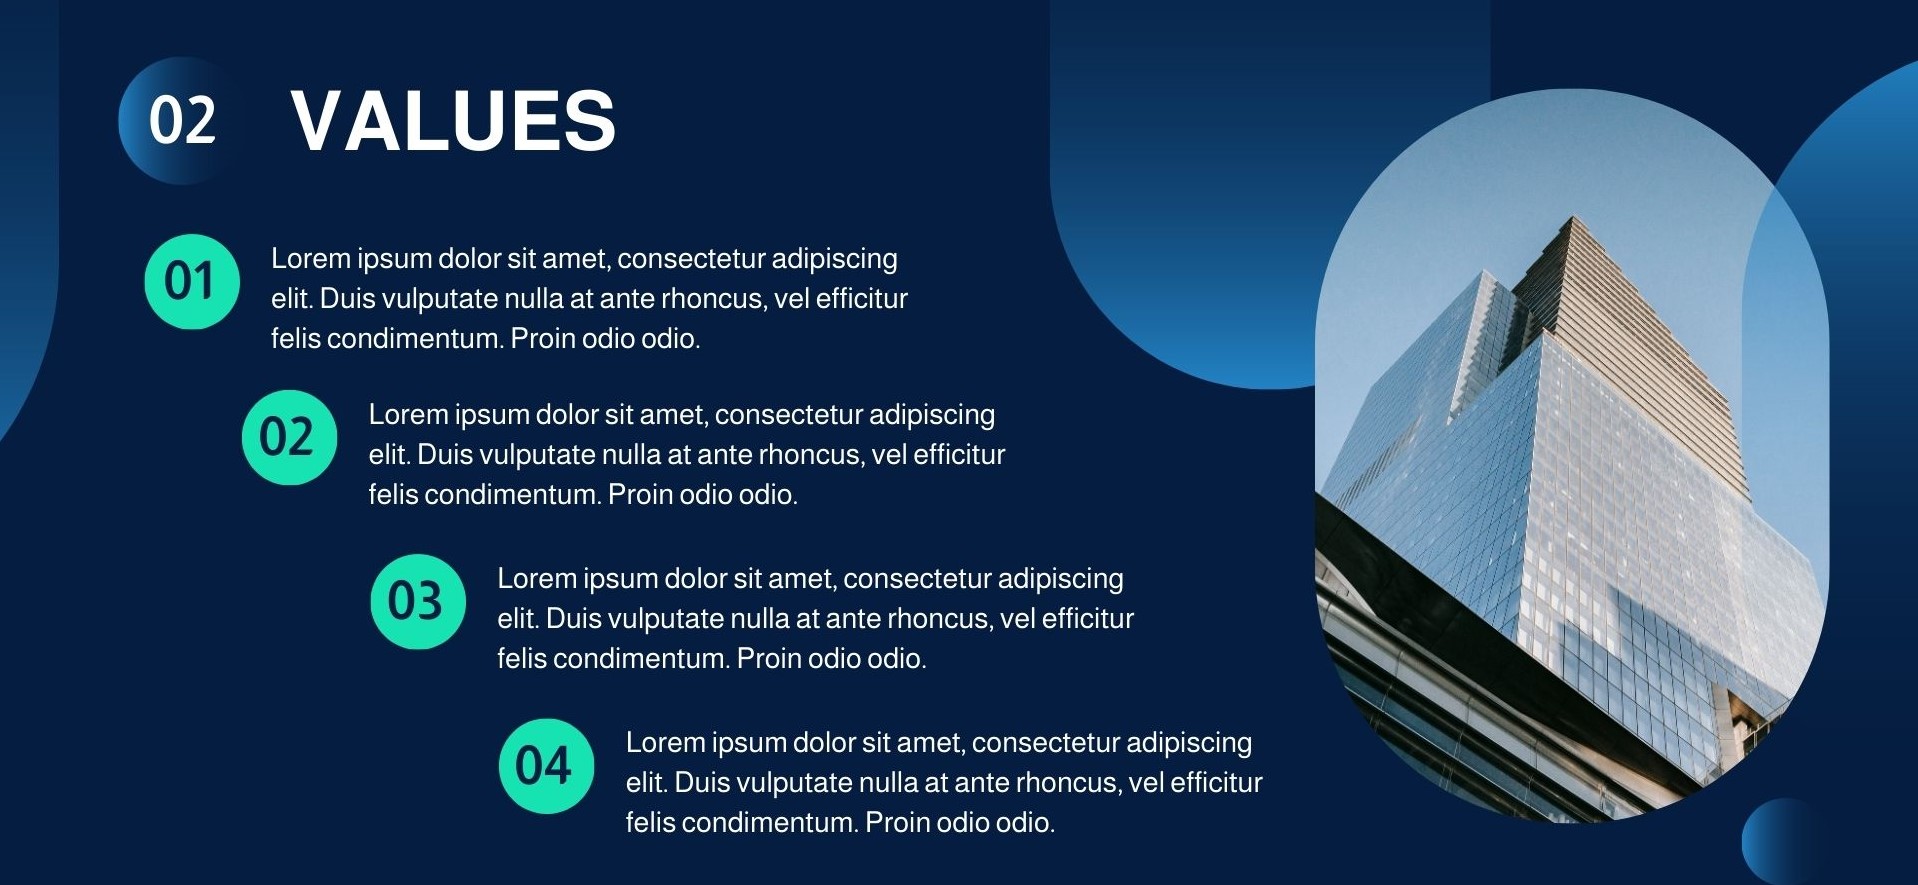 02 VALUES
01 Lorem ipsum dolor sit amet, consectetur adipiscing
elit. Duis vulputate nulla at ante rhoncus, vel efficitur
felis condimentum. Proin odio odio.
02 Lorem ipsum dolor sit amet, consectetur adipiscing
elit. Duis vulputate nulla at ante rhoncus, vel efficitur
felis condimentum. Proin odio odio.
03 Lorem ipsum dolor sit amet, consectetur adipiscing
elit. Duis vulputate nulla at ante rhoncus, vel efficitur
felis condimentum. Proin odio odio.
04 Lorem ipsum dolor sit amet, consectetur adipiscing
elit. Duis vulputate nulla at ante rhoncus, vel efficitur
felis condimentum. Proin odio odio.